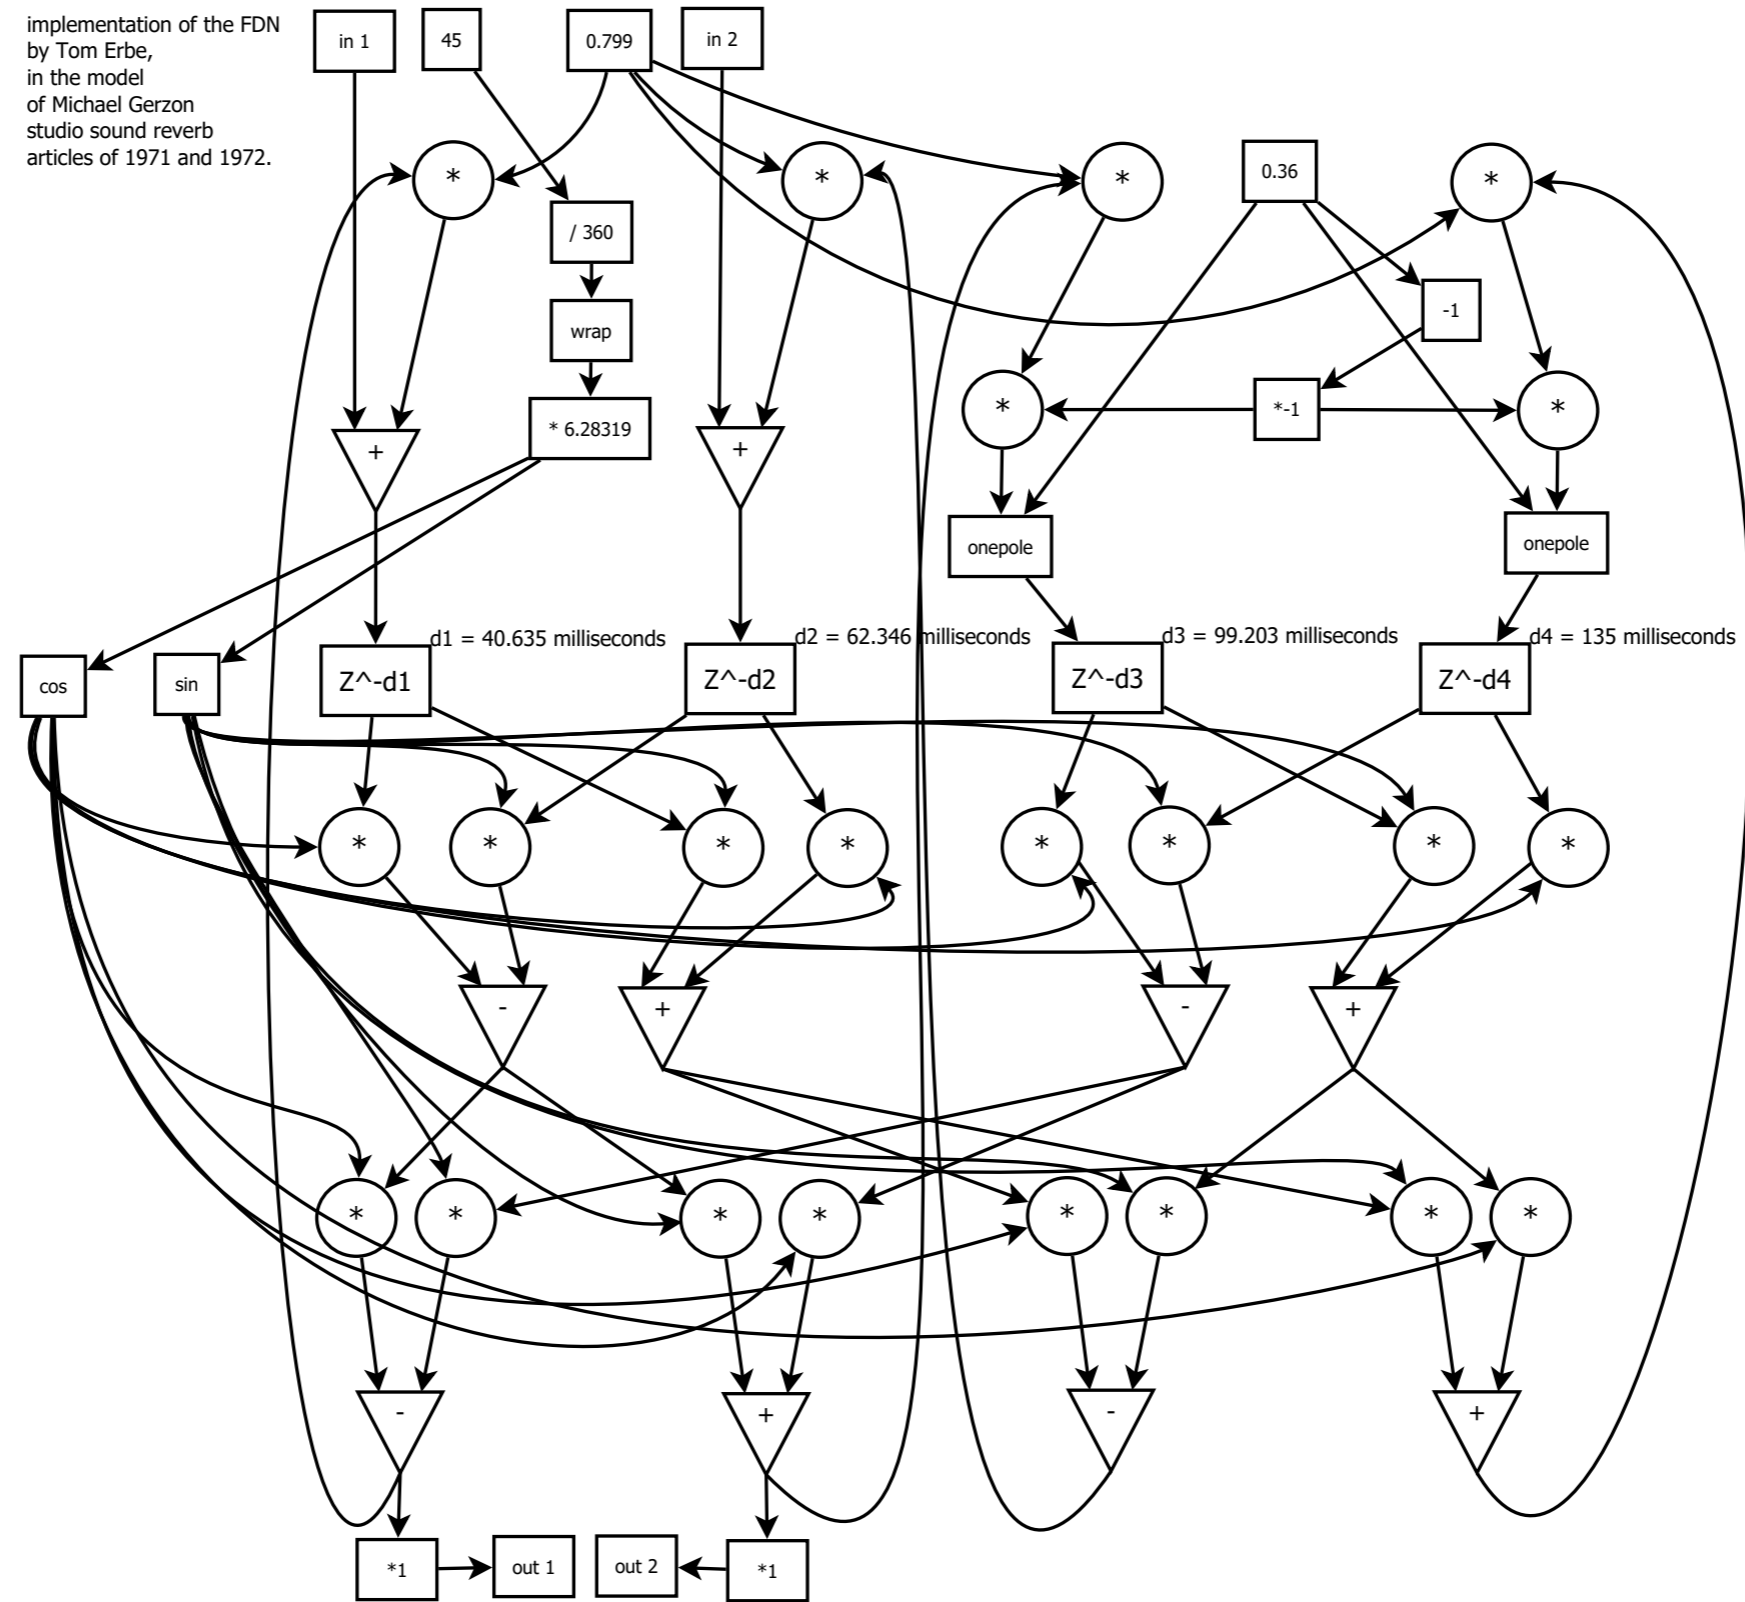 implementation of the FDN
by Tom Erbe,
in the model
of Michael Gerzon
studio sound reverb
articles of 1971 and 1972.
in 1
45
0.799
in 2
*
*
*
0.36
*
/ 360
wrap
-1
* 6.28319
+
+
*
*-1
*
onepole
onepole
cos
sin
Z^-d1
d1 = 40.635 milliseconds
Z^-d2
d2 = 62.346 milliseconds
Z^-d3
d3 = 99.203 milliseconds
Z^-d4
d4 = 135 milliseconds
*
*
*
*
*
*
*
*
-
+
-
+
*
*
*
*
*
*
*
*
-
+
-
+
*1
out 1
out 2
*1